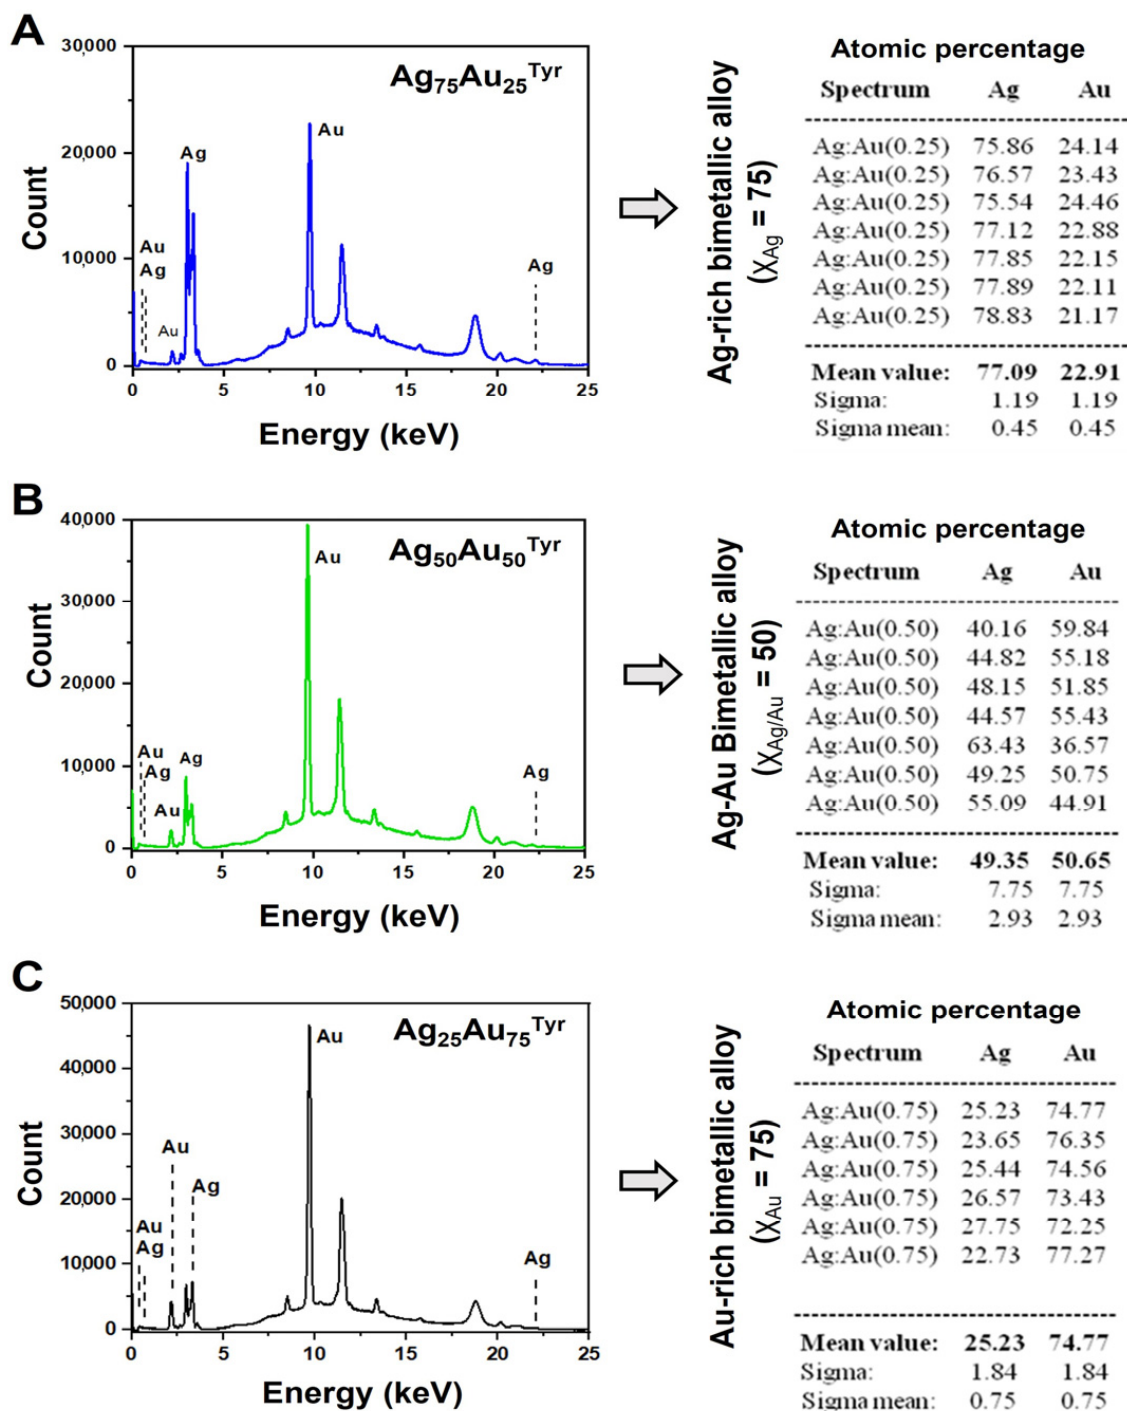 A
30,000
20,000
10,000
0
0 5 10 15 20 25
Count
Energy (keV)
Ag75Au25Tyr
Au
Ag
Au
Ag
Au
Ag
Ag-rich bimetallic alloy
(χAg = 75)
Atomic percentage
Spectrum Ag Au
Ag:Au(0.25) 75.86 24.14
Ag:Au(0.25) 76.57 23.43
Ag:Au(0.25) 75.54 24.46
Ag:Au(0.25) 77.12 22.88
Ag:Au(0.25) 77.85 22.15
Ag:Au(0.25) 77.89 22.11
Ag:Au(0.25) 78.83 21.17
Mean value: 77.09 22.91
Sigma: 1.19 1.19
Sigma mean: 0.45 0.45
B
40,000
30,000
20,000
10,000
0
0 5 10 15 20 25
Count
Energy (keV)
Ag50Au50Tyr
Au
Au
Ag
Ag
Au
Ag
Ag-Au Bimetallic alloy
(χAg/Au = 50)
Atomic percentage
Spectrum Ag Au
Ag:Au(0.50) 40.16 59.84
Ag:Au(0.50) 44.82 55.18
Ag:Au(0.50) 48.15 51.85
Ag:Au(0.50) 44.57 55.43
Ag:Au(0.50) 63.43 36.57
Ag:Au(0.50) 49.25 50.75
Ag:Au(0.50) 55.09 44.91
Mean value: 49.35 50.65
Sigma: 7.75 7.75
Sigma mean: 2.93 2.93
C
50,000
40,000
30,000
20,000
10,000
0
0 5 10 15 20 25
Count
Energy (keV)
Ag25Au75Tyr
Au
Au
Ag
Au
Ag
Ag
Au-rich bimetallic alloy
(χAu = 75)
Atomic percentage
Spectrum Ag Au
Ag:Au(0.75) 25.23 74.77
Ag:Au(0.75) 23.65 76.35
Ag:Au(0.75) 25.44 74.56
Ag:Au(0.75) 26.57 73.43
Ag:Au(0.75) 27.75 72.25
Ag:Au(0.75) 22.73 77.27
Mean value: 25.23 74.77
Sigma: 1.84 1.84
Sigma mean: 0.75 0.75